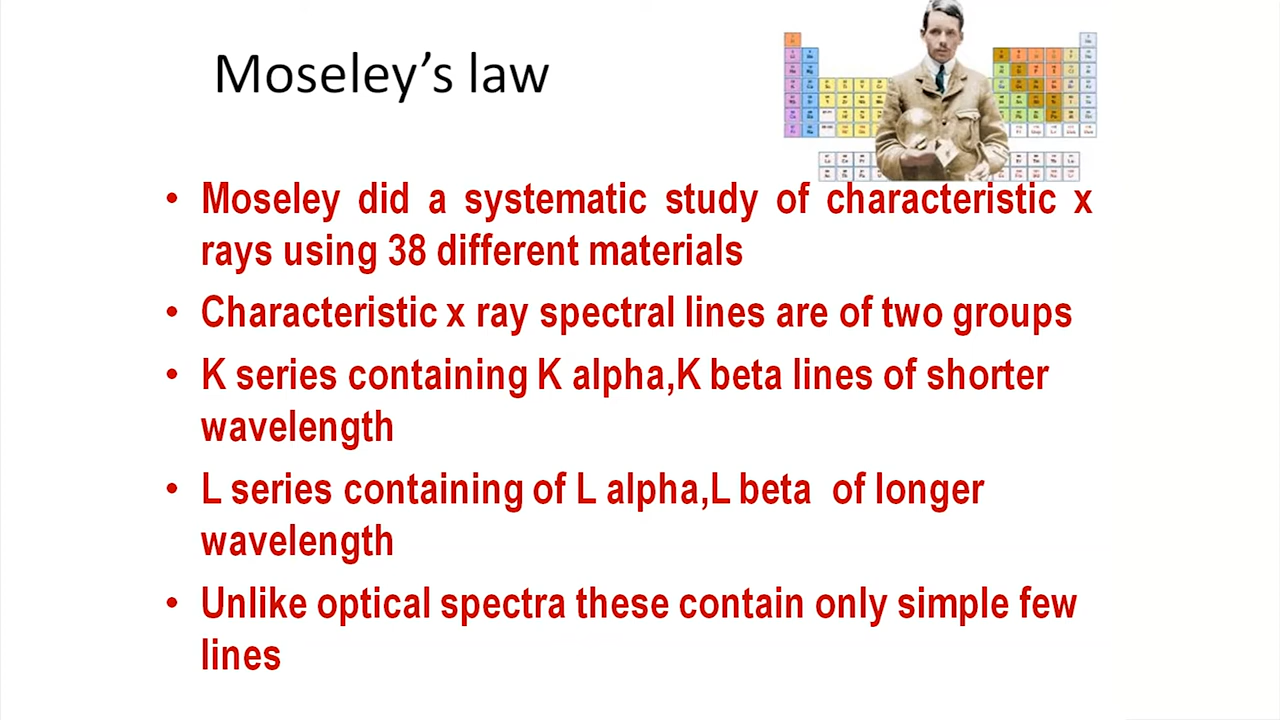 Moseley’s law
• Moseley did a systematic study of characteristic x
rays using 38 different materials
• Characteristic x ray spectral lines are of two groups
• K series containing K alpha,K beta lines of shorter
wavelength
• L series containing of L alpha,L beta of longer
wavelength
• Unlike optical spectra these contain only simple few
lines